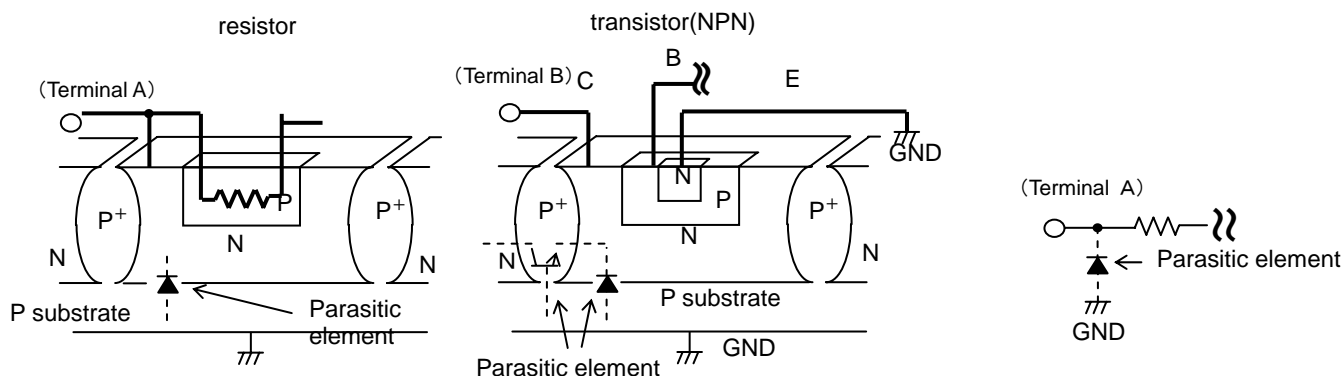 resistor
（Terminal A）
P
P⁺
P⁺
N
N
N
P substrate
Parasitic
element
transistor(NPN)
（Terminal B）
C
B
E
GND
N
P⁺
P
P⁺
N
N
N
P substrate
Parasitic element
GND
（Terminal A）
Parasitic element
GND